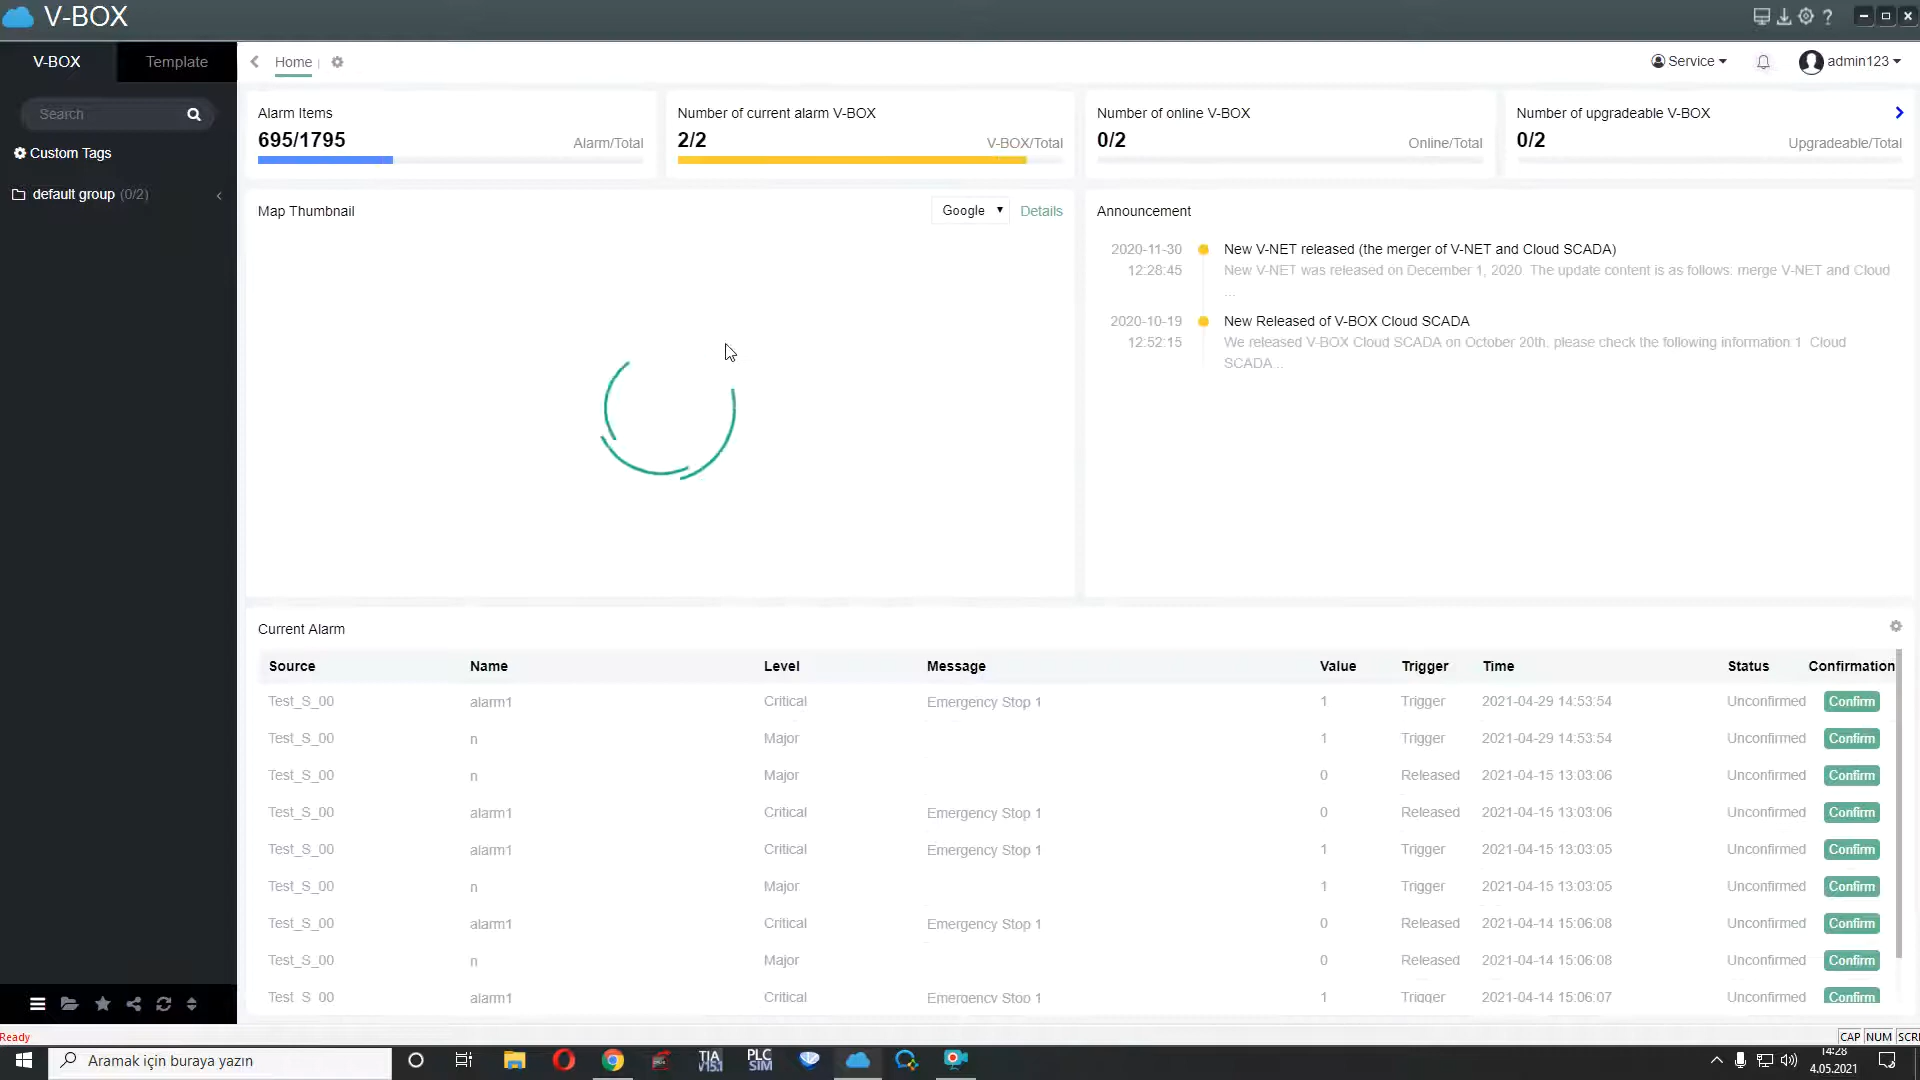 V-BOX
V-BOX Template
Search
Custom Tags
default group (0/2)
Home
Service
admin123
Alarm Items
695/1795 Alarm/Total
Number of current alarm V-BOX
2/2 V-BOX/Total
Number of online V-BOX
0/2 Online/Total
Number of upgradeable V-BOX
0/2 Upgradeable/Total
Map Thumbnail Google Details
Announcement
2020-11-30 New V-NET released (the merger of V-NET and Cloud SCADA)
12:28:45 New V-NET was released on December 1, 2020 The update content is as follows: merge V-NET and Cloud
...
2020-10-19 New Released of V-BOX Cloud SCADA
12:52:15 We released V-BOX Cloud SCADA on October 20th, please check the following information 1 Cloud
SCADA ..
Current Alarm
Source Name Level Message Value Trigger Time Status Confirmation
Test_S_00 alarm1 Critical Emergency Stop 1 1 Trigger 2021-04-29 14:53:54 Unconfirmed Confirm
Test_S_00 n Major 1 Trigger 2021-04-29 14:53:54 Unconfirmed Confirm
Test_S_00 n Major 0 Released 2021-04-15 13:03:06 Unconfirmed Confirm
Test_S_00 alarm1 Critical Emergency Stop 1 0 Released 2021-04-15 13:03:06 Unconfirmed Confirm
Test_S_00 alarm1 Critical Emergency Stop 1 1 Trigger 2021-04-15 13:03:05 Unconfirmed Confirm
Test_S_00 n Major 1 Trigger 2021-04-15 13:03:05 Unconfirmed Confirm
Test_S_00 alarm1 Critical Emergency Stop 1 0 Released 2021-04-14 15:06:08 Unconfirmed Confirm
Test_S_00 n Major 0 Released 2021-04-14 15:06:08 Unconfirmed Confirm
Test_S_00 alarm1 Critical Emergency Stop 1 1 Trigger 2021-04-14 15:06:07 Unconfirmed Confirm
Ready
CAP NUM SCR
Aramak için buraya yazın
TIA V15.1
PLC SIM
14:28
4.05.2021